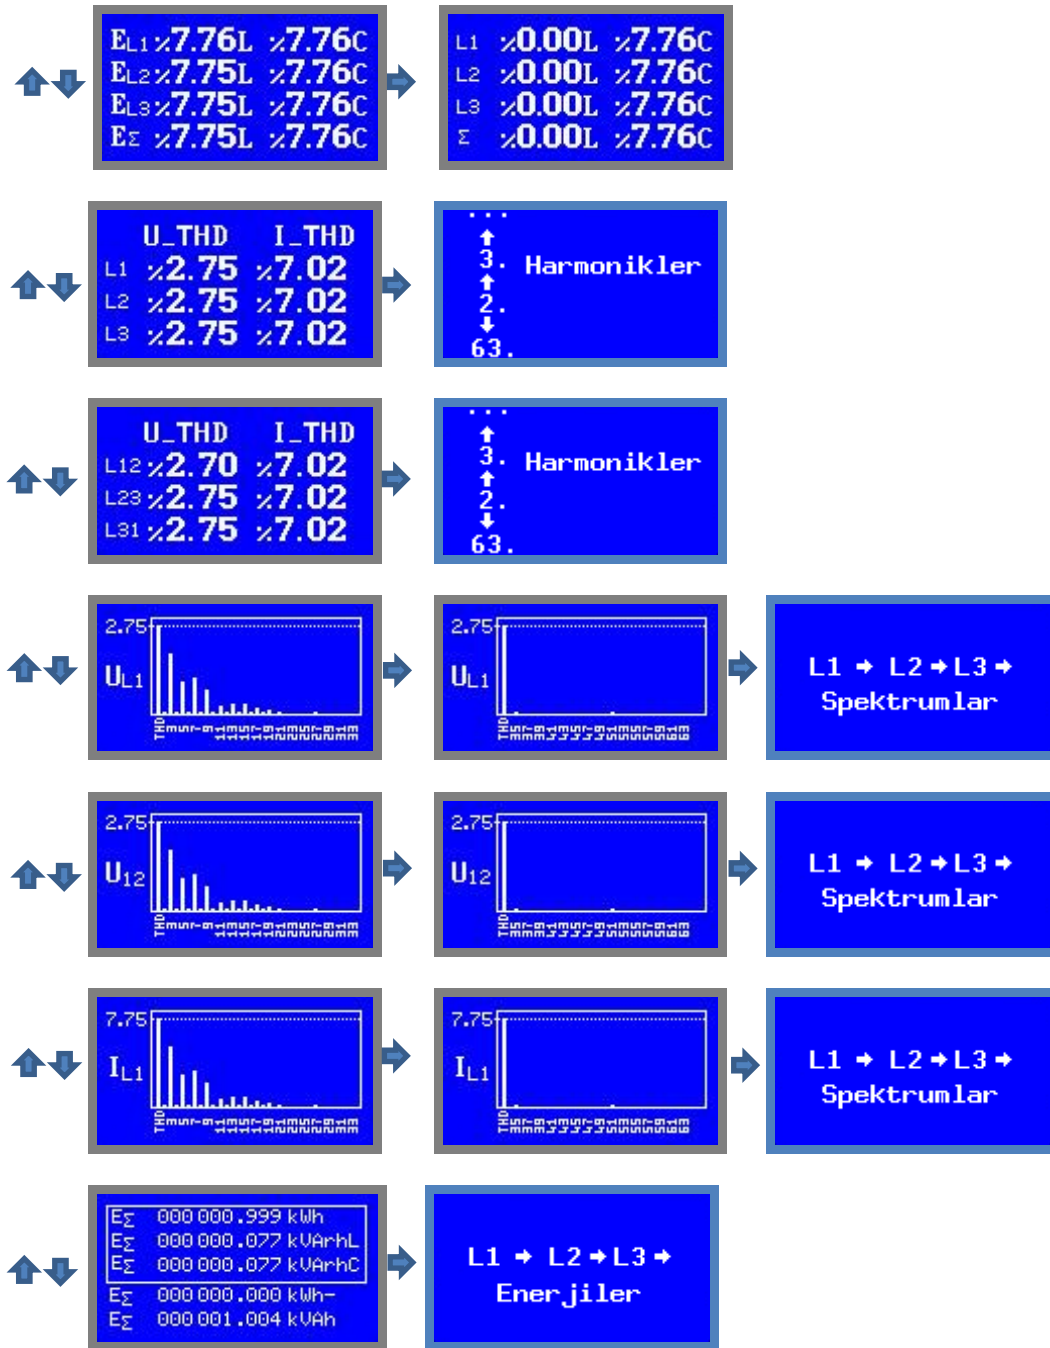 EL1 %7.76L %7.76C
EL2 %7.75L %7.76C
EL3 %7.75L %7.76C
EΣ %7.75L %7.76C
L1 %0.00L %7.76C
L2 %0.00L %7.76C
L3 %0.00L %7.76C
Σ %0.00L %7.76C
U_THD I_THD
L1 %2.75 %7.02
L2 %2.75 %7.02
L3 %2.75 %7.02
...
3. Harmonikler
2.
63.
U_THD I_THD
L12 %2.70 %7.02
L23 %2.75 %7.02
L31 %2.75 %7.02
...
3. Harmonikler
2.
63.
2.75
UL1
THD
2.75
UL1
THD
L1 → L2 → L3 →
Spektrumlar
2.75
U12
THD
2.75
U12
THD
L1 → L2 → L3 →
Spektrumlar
7.75
IL1
THD
7.75
IL1
THD
L1 → L2 → L3 →
Spektrumlar
EΣ 000 000.999 kWh
EΣ 000 000.077 kVArhL
EΣ 000 000.077 kVArhC
EΣ 000 000.000 kWh-
EΣ 000 001.004 kVAh
L1 → L2 → L3 →
Enerjiler